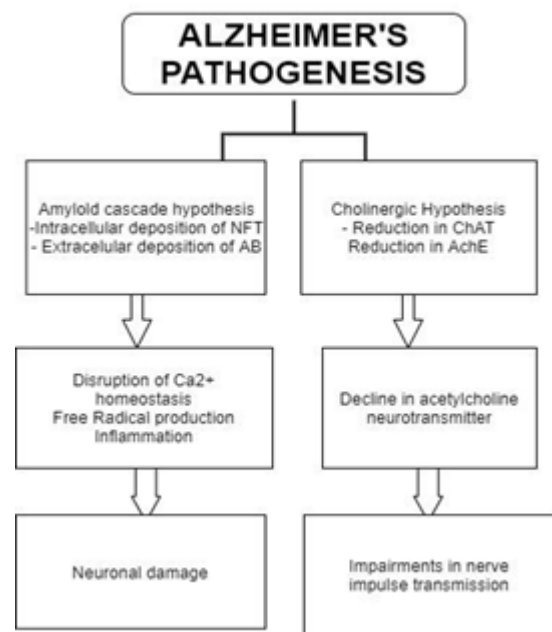 ALZHEIMER'S
PATHOGENESIS
Amyloid cascade hypothesis
-Intracellular deposition of NFT
- Extracelular deposition of AB
Disruption of Ca2+
homeostasis
Free Radical production
Inflammation
Neuronal damage
Cholinergic Hypothesis
- Reduction in ChAT
Reduction in AchE
Decline in acetylcholine
neurotransmitter
Impairments in nerve
impulse transmission